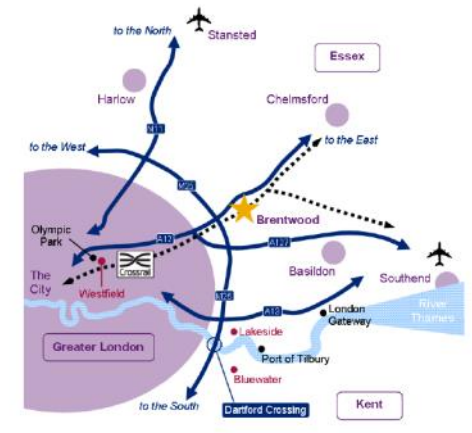 to the North
Stansted
Essex
Harlow
Chelmsford
M11
to the East
to the West
M25
Brentwood
Olympic
Park
A12
A127
Crossrail
The
City
Westfield
Basildon
Southend
M25
A13
London
Gateway
River
Thames
Lakeside
Greater London
Port of Tilbury
Bluewater
to the South
Dartford Crossing
Kent